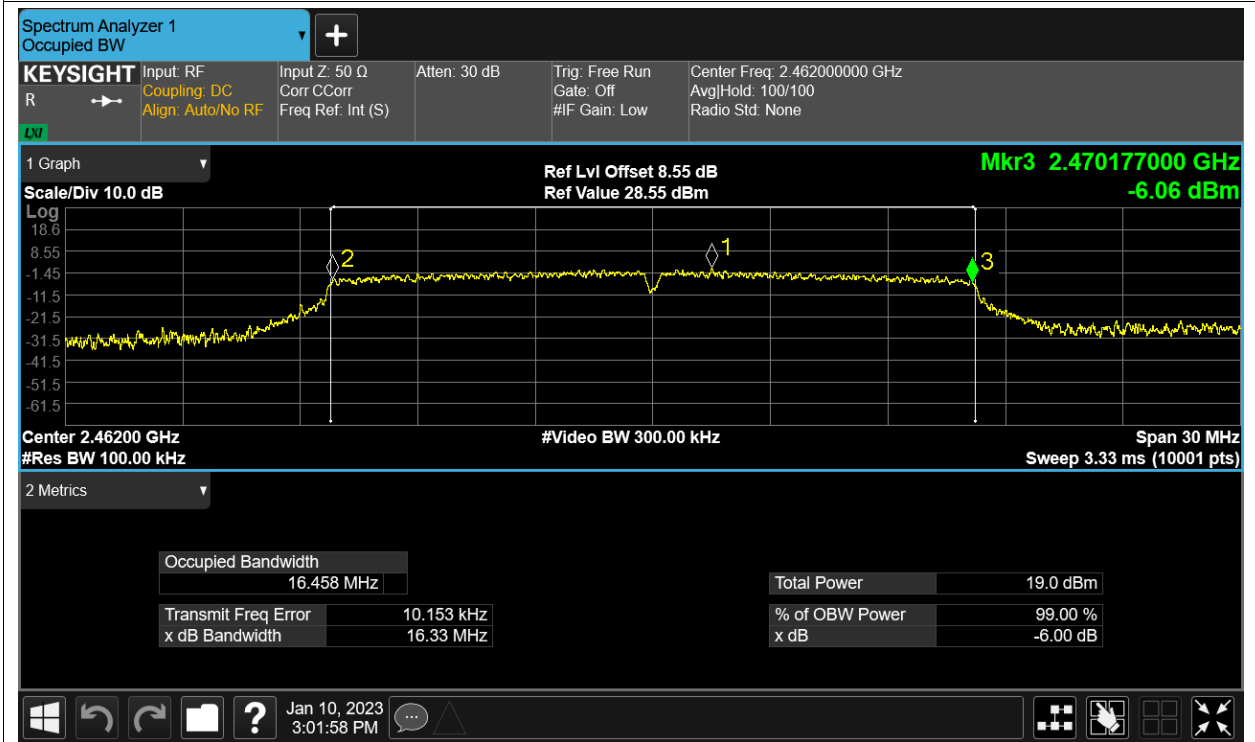 Spectrum Analyzer 1
Occupied BW
+
KEYSIGHT Input: RF Input Z: 50 Ω Atten: 30 dB Trig: Free Run Center Freq: 2.462000000 GHz
R Coupling: DC Corr CCorr Gate: Off Avg|Hold: 100/100
Align: Auto/No RF Freq Ref: Int (S) #IF Gain: Low Radio Std: None
LXI
1 Graph Ref Lvl Offset 8.55 dB Mkr3 2.470177000 GHz
Scale/Div 10.0 dB Ref Value 28.55 dBm -6.06 dBm
Log
18.6
8.55
-1.45
-11.5
-21.5
-31.5
-41.5
-51.5
-61.5
2
1
3
Center 2.46200 GHz #Video BW 300.00 kHz Span 30 MHz
#Res BW 100.00 kHz Sweep 3.33 ms (10001 pts)
2 Metrics
Occupied Bandwidth
16.458 MHz Total Power 19.0 dBm
Transmit Freq Error 10.153 kHz % of OBW Power 99.00 %
x dB Bandwidth 16.33 MHz x dB -6.00 dB
? Jan 10, 2023
3:01:58 PM